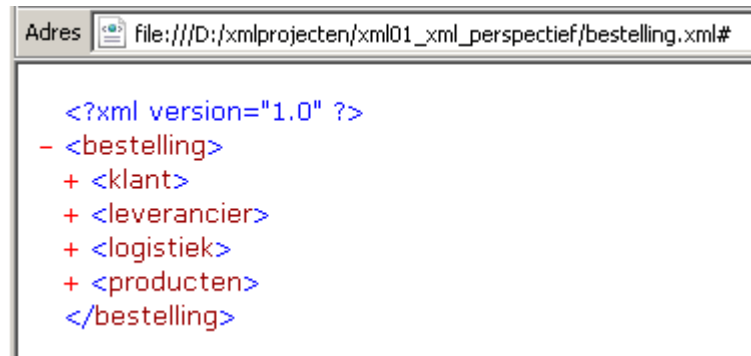 Adres file:///D:/xmlprojecten/xml01_xml_perspectief/bestelling.xml#
<?xml version="1.0" ?>
- <bestelling>
+ <klant>
+ <leverancier>
+ <logistiek>
+ <producten>
</bestelling>